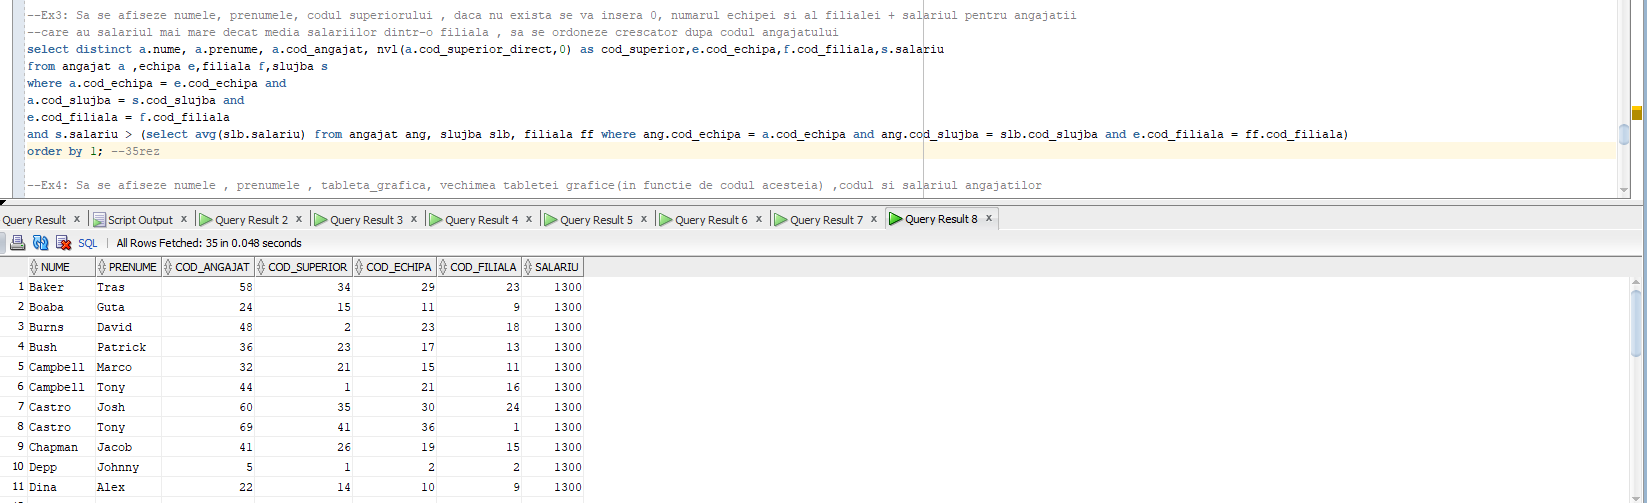 --Ex3: Sa se afiseze numele, prenumele, codul superiorului , daca nu exista se va insera 0, numarul echipei si al filialei + salariul pentru angajatii
--care au salariul mai mare decat media salariilor dintr-o filiala , sa se ordoneze crescator dupa codul angajatului
select distinct a.nume, a.prenume, a.cod_angajat, nvl(a.cod_superior_direct,0) as cod_superior,e.cod_echipa,f.cod_filiala,s.salariu
from angajat a ,echipa e,filiala f,slujba s
where a.cod_echipa = e.cod_echipa and
a.cod_slujba = s.cod_slujba and
e.cod_filiala = f.cod_filiala
and s.salariu > (select avg(slb.salariu) from angajat ang, slujba slb, filiala ff where ang.cod_echipa = a.cod_echipa and ang.cod_slujba = slb.cod_slujba and e.cod_filiala = ff.cod_filiala)
order by 1; --35rez
--Ex4: Sa se afiseze numele , prenumele , tableta_grafica, vechimea tabletei grafice(in functie de codul acesteia) ,codul si salariul angajatilor
Query Result x Script Output x Query Result 2 x Query Result 3 x Query Result 4 x Query Result 5 x Query Result 6 x Query Result 7 x Query Result 8 x
SQL | All Rows Fetched: 35 in 0.048 seconds
NUME PRENUME COD_ANGAJAT COD_SUPERIOR COD_ECHIPA COD_FILIALA SALARIU
1 Baker Tras 58 34 29 23 1300
2 Boaba Guta 24 15 11 9 1300
3 Burns David 48 2 23 18 1300
4 Bush Patrick 36 23 17 13 1300
5 Campbell Marco 32 21 15 11 1300
6 Campbell Tony 44 1 21 16 1300
7 Castro Josh 60 35 30 24 1300
8 Castro Tony 69 41 36 1 1300
9 Chapman Jacob 41 26 19 15 1300
10 Depp Johnny 5 1 2 2 1300
11 Dina Alex 22 14 10 9 1300